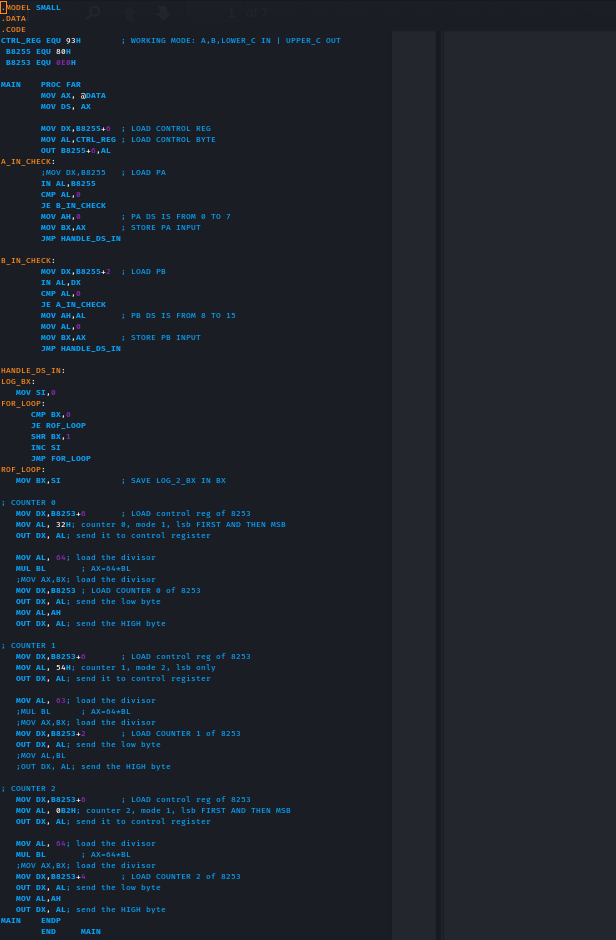 .MODEL SMALL
.DATA
.CODE
CTRL_REG EQU 93H        ; WORKING MODE: A,B,LOWER_C IN | UPPER_C OUT
 B8255 EQU 80H
 B8253 EQU 0E0H

MAIN    PROC FAR
        MOV AX, @DATA
        MOV DS, AX

        MOV DX,B8255+6  ; LOAD CONTROL REG
        MOV AL,CTRL_REG ; LOAD CONTROL BYTE
        OUT B8255+6,AL
A_IN_CHECK:
        ;MOV DX,B8255   ; LOAD PA
        IN AL,B8255
        CMP AL,0
        JE B_IN_CHECK
        MOV AH,0        ; PA DS IS FROM 0 TO 7
        MOV BX,AX       ; STORE PA INPUT
        JMP HANDLE_DS_IN

B_IN_CHECK:
        MOV DX,B8255+2  ; LOAD PB
        IN AL,DX
        CMP AL,0
        JE A_IN_CHECK
        MOV AH,AL       ; PB DS IS FROM 8 TO 15
        MOV AL,0
        MOV BX,AX       ; STORE PB INPUT
        JMP HANDLE_DS_IN

HANDLE_DS_IN:
LOG_BX:
   MOV SI,0
FOR_LOOP:
      CMP BX,0
      JE ROF_LOOP
      SHR BX,1
      INC SI
      JMP FOR_LOOP
ROF_LOOP:
   MOV BX,SI            ; SAVE LOG_2_BX IN BX

; COUNTER 0
   MOV DX,B8253+6       ; LOAD control reg of 8253
   MOV AL, 32H; counter 0, mode 1, lsb FIRST AND THEN MSB
   OUT DX, AL; send it to control register

   MOV AL, 64; load the divisor
   MUL BL       ; AX=64*BL
   ;MOV AX,BX; load the divisor
   MOV DX,B8253 ; LOAD COUNTER 0 of 8253
   OUT DX, AL; send the low byte
   MOV AL,AH
   OUT DX, AL; send the HIGH byte

; COUNTER 1
   MOV DX,B8253+6       ; LOAD control reg of 8253
   MOV AL, 54H; counter 1, mode 2, lsb only
   OUT DX, AL; send it to control register

   MOV AL, 63; load the divisor
   ;MUL BL      ; AX=64*BL
   ;MOV AX,BX; load the divisor
   MOV DX,B8253+2       ; LOAD COUNTER 1 of 8253
   OUT DX, AL; send the low byte
   ;MOV AL,BL
   ;OUT DX, AL; send the HIGH byte

; COUNTER 2
   MOV DX,B8253+6       ; LOAD control reg of 8253
   MOV AL, 0B2H; counter 2, mode 1, lsb FIRST AND THEN MSB
   OUT DX, AL; send it to control register

   MOV AL, 64; load the divisor
   MUL BL       ; AX=64*BL
   ;MOV AX,BX; load the divisor
   MOV DX,B8253+4       ; LOAD COUNTER 2 of 8253
   OUT DX, AL; send the low byte
   MOV AL,AH
   OUT DX, AL; send the HIGH byte
MAIN    ENDP
        END     MAIN